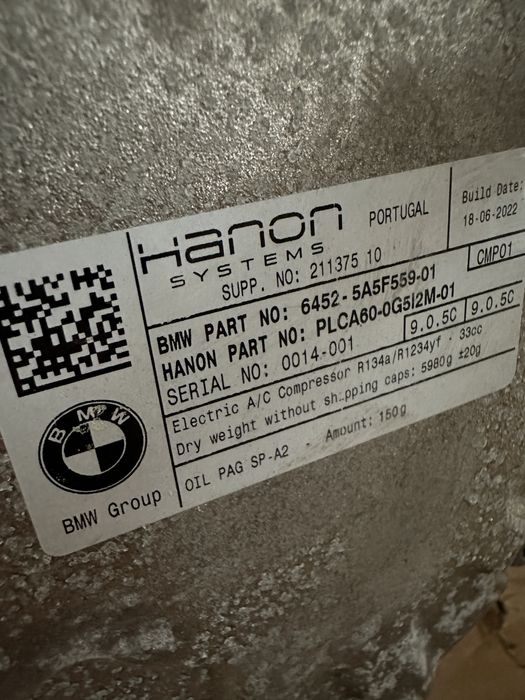 Hanon
SYSTEMS
PORTUGAL
Build Date:
18-06-2022
SUPP. NO: 211375 10
CMP01
BMW PART NO: 6452-5A5F559-01
HANON PART NO: PLCA60-0G5I2M-01
SERIAL NO: 0014-001
9.0.5C 9.0.5C
Electric A/C Compressor R134a/R1234yf . 33cc
Dry weight without sh.pping caps: 5980g ±20g
OIL PAG SP-A2 Amount: 150g
BMW
BMW Group